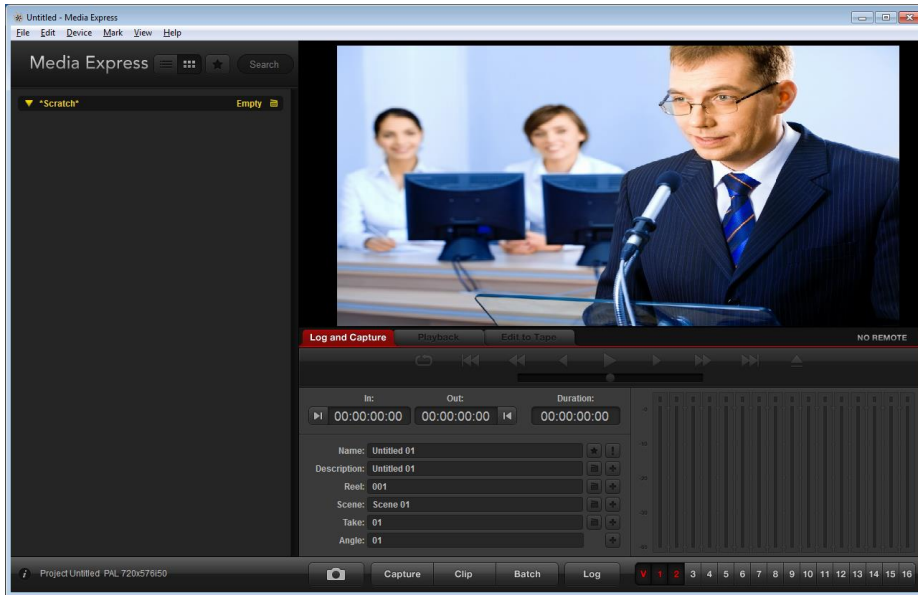 Untitled - Media Express
File Edit Device Mark View Help
Media Express Search
*Scratch* Empty
Log and Capture Playback Edit to Tape NO REMOTE
In: Out: Duration:
00:00:00:00 00:00:00:00 00:00:00:00
Name: Untitled 01
Description: Untitled 01
Reel: 001
Scene: Scene 01
Take: 01
Angle: 01
Project Untitled PAL 720x576i50
Capture Clip Batch Log
V 1 2 3 4 5 6 7 8 9 10 11 12 13 14 15 16